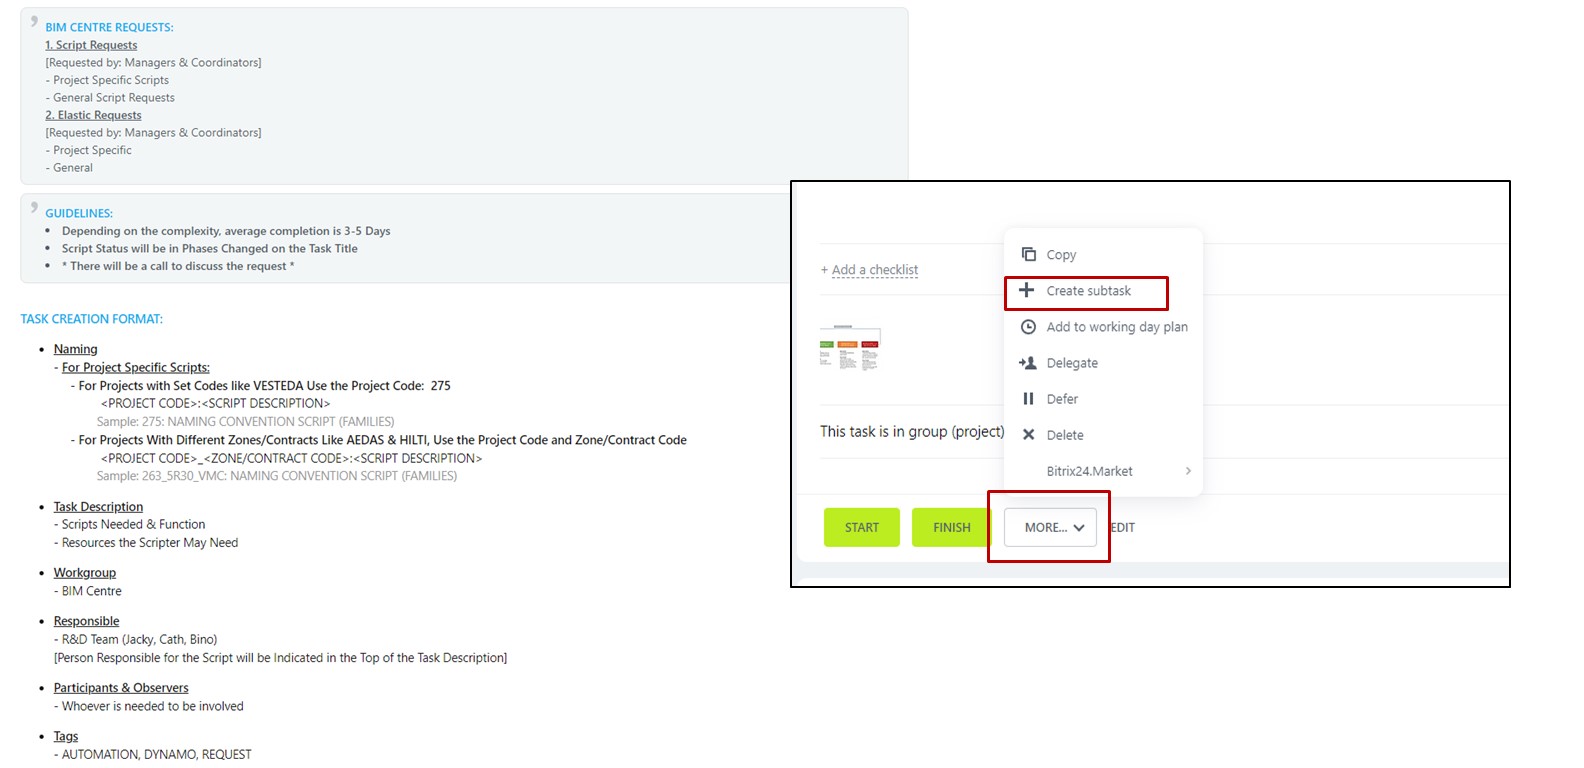 BIM CENTRE REQUESTS:
1. Script Requests
[Requested by: Managers & Coordinators]
- Project Specific Scripts
- General Script Requests
2. Elastic Requests
[Requested by: Managers & Coordinators]
- Project Specific
- General
GUIDELINES:
• Depending on the complexity, average completion is 3-5 Days
• Script Status will be in Phases Changed on the Task Title
• * There will be a call to discuss the request *
TASK CREATION FORMAT:
• Naming
- For Project Specific Scripts:
- For Projects with Set Codes like VESTEDA Use the Project Code:  275
<PROJECT CODE>:<SCRIPT DESCRIPTION>
Sample: 275: NAMING CONVENTION SCRIPT (FAMILIES)
- For Projects With Different Zones/Contracts Like AEDAS & HILTI, Use the Project Code and Zone/Contract Code
<PROJECT CODE>_<ZONE/CONTRACT CODE>:<SCRIPT DESCRIPTION>
Sample: 263_5R30_VMC: NAMING CONVENTION SCRIPT (FAMILIES)
• Task Description
- Scripts Needed & Function
- Resources the Scripter May Need
• Workgroup
- BIM Centre
• Responsible
- R&D Team (Jacky, Cath, Bino)
[Person Responsible for the Script will be Indicated in the Top of the Task Description]
• Participants & Observers
- Whoever is needed to be involved
• Tags
- AUTOMATION, DYNAMO, REQUEST
+ Add a checklist
This task is in group (project)
Copy
Create subtask
Add to working day plan
Delegate
Defer
Delete
Bitrix24.Market
START FINISH MORE... EDIT